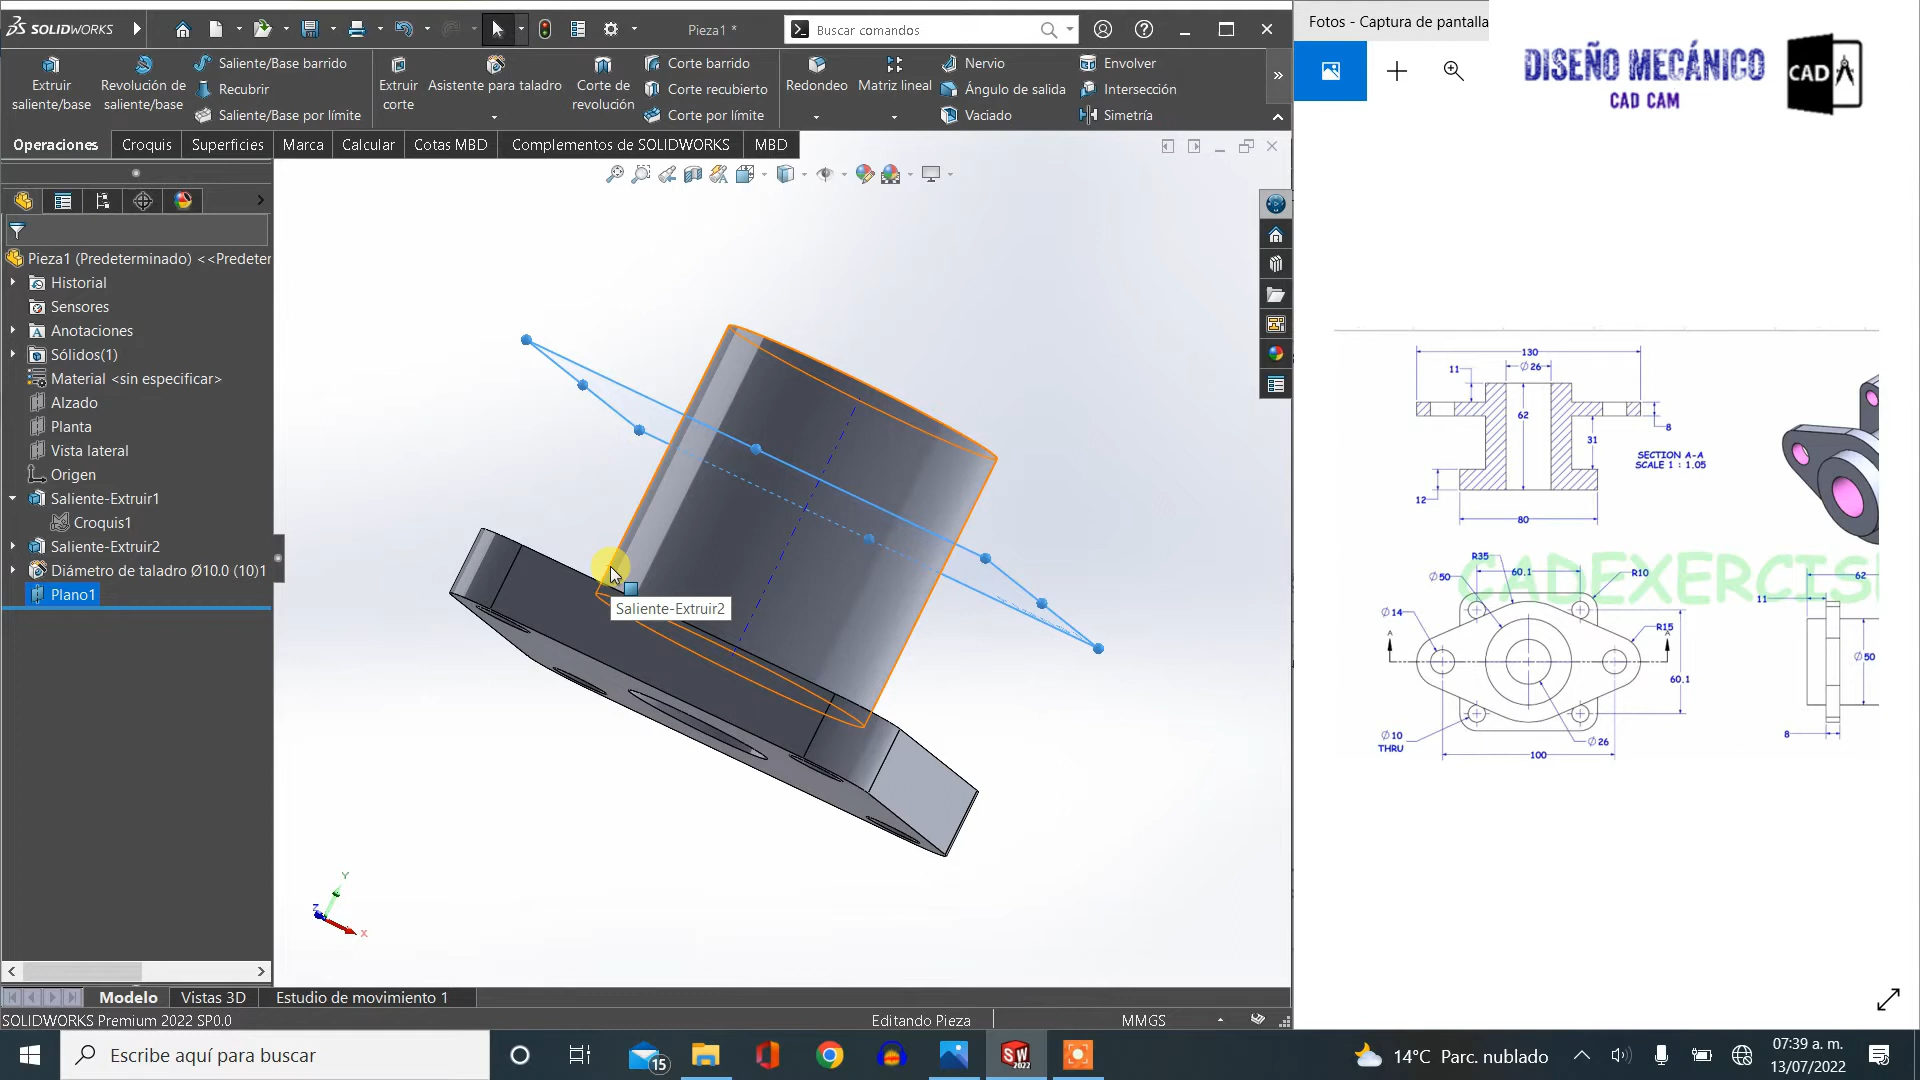 SOLIDWORKS
Pieza1 *
Buscar comandos
Fotos - Captura de pantalla
DISEÑO MECÁNICO
CAD CAM
CAD
Extruir saliente/base
Revolución de saliente/base
Saliente/Base barrido
Recubrir
Saliente/Base por límite
Extruir corte
Asistente para taladro
Corte de revolución
Corte barrido
Corte recubierto
Corte por límite
Redondeo
Matriz lineal
Nervio
Ángulo de salida
Vaciado
Envolver
Intersección
Simetría
Operaciones
Croquis
Superficies
Marca
Calcular
Cotas MBD
Complementos de SOLIDWORKS
MBD
Pieza1 (Predeterminado) <<Predeter
Historial
Sensores
Anotaciones
Sólidos(1)
Material <sin especificar>
Alzado
Planta
Vista lateral
Origen
Saliente-Extruir1
Croquis1
Saliente-Extruir2
Diámetro de taladro Ø10.0 (10)1
Plano1
Saliente-Extruir2
Y
Z
X
130
11
Ø26
62
8
31
SECTION A-A
SCALE 1 : 1.05
12
80
R35
Ø50
60.1
R10
CADEXERCISI
62
11
Ø14
A
R15
A
Ø50
60.1
Ø10
THRU
Ø26
100
8
Modelo
Vistas 3D
Estudio de movimiento 1
SOLIDWORKS Premium 2022 SP0.0
Editando Pieza
MMGS
Escribe aquí para buscar
15
SW
2022
14°C Parc. nublado
07:39 a. m.
13/07/2022